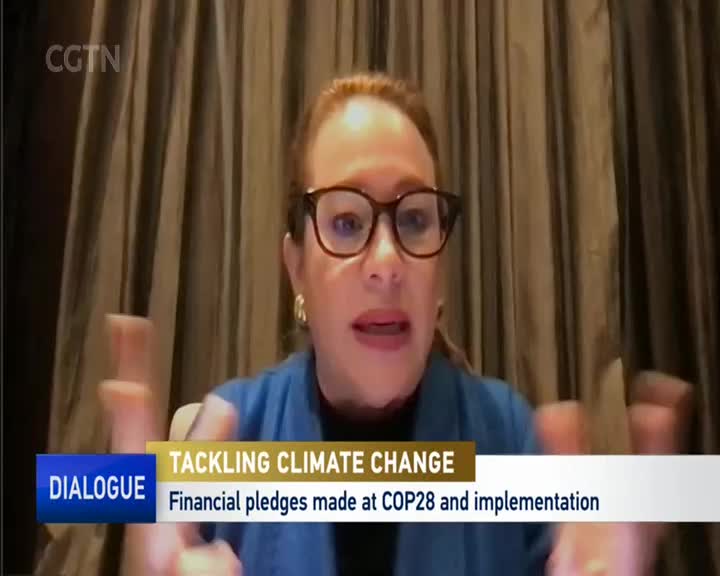 CGTN
TACKLING CLIMATE CHANGE
DIALOGUE
Financial pledges made at COP28 and implementation